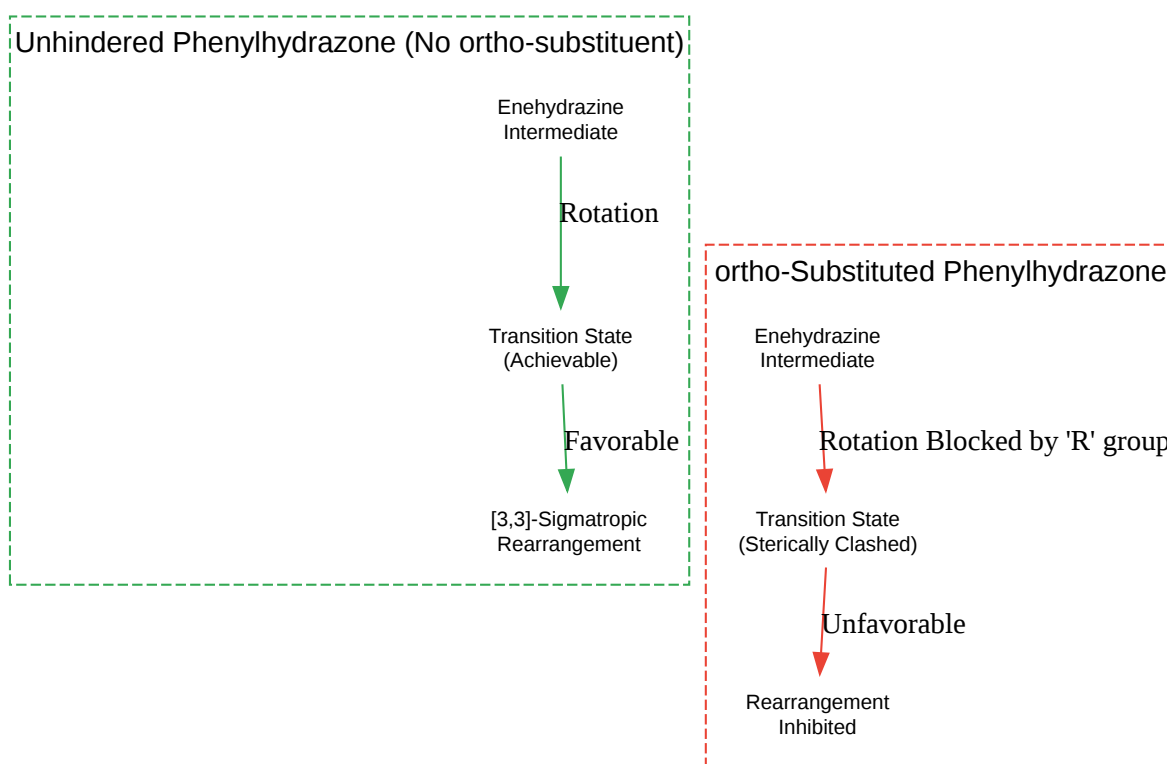 Unhindered Phenylhydrazone (No ortho-substituent)
Enehydrazine
Intermediate
Rotation
Transition State
(Achievable)
Favorable
[3,3]-Sigmatropic
Rearrangement
ortho-Substituted Phenylhydrazone
Enehydrazine
Intermediate
Rotation Blocked by 'R' group
Transition State
(Sterically Clashed)
Unfavorable
Rearrangement
Inhibited